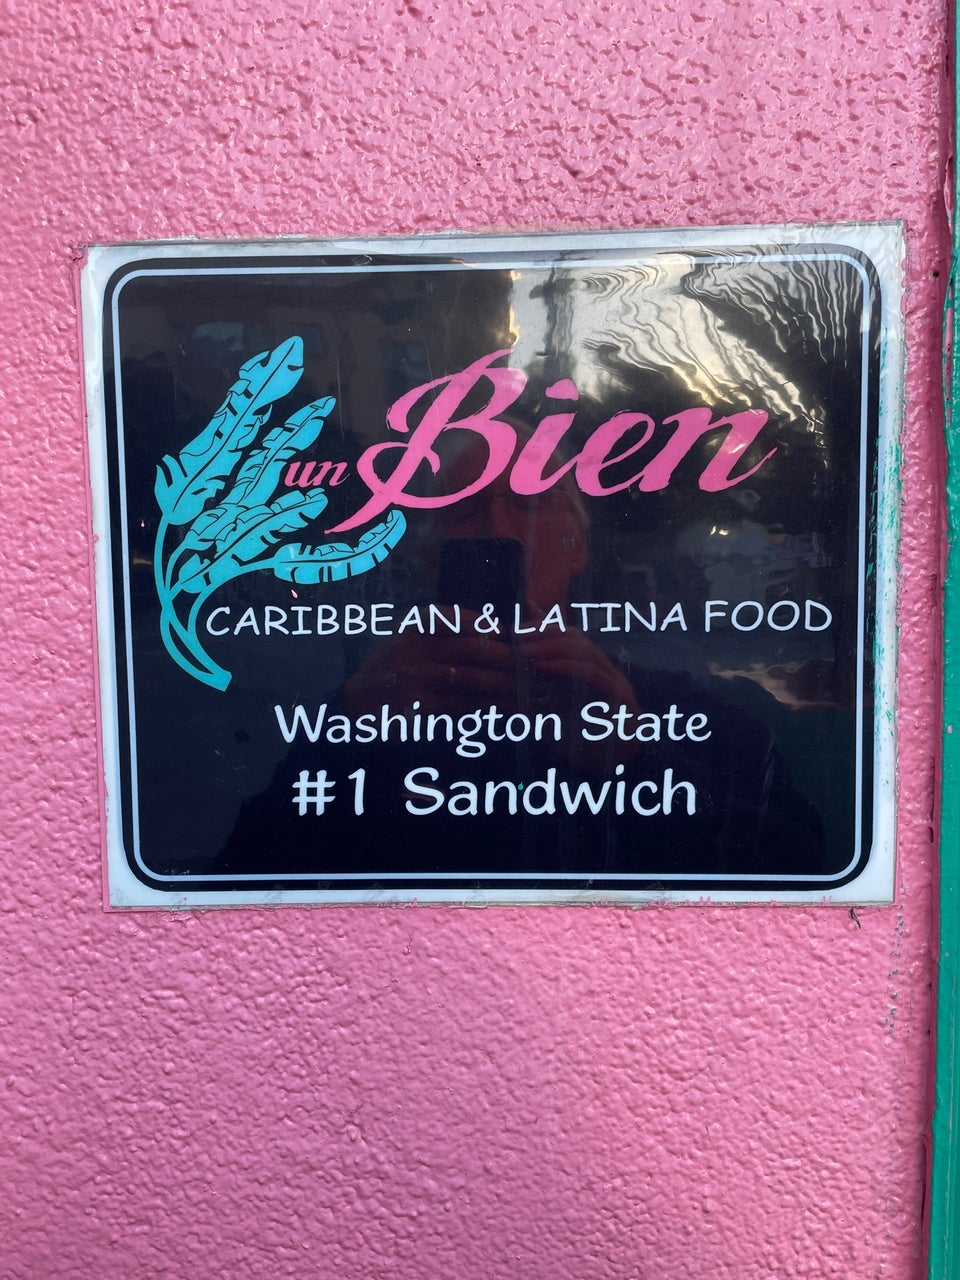 un Bien
CARIBBEAN & LATINA FOOD
Washington State
#1 Sandwich